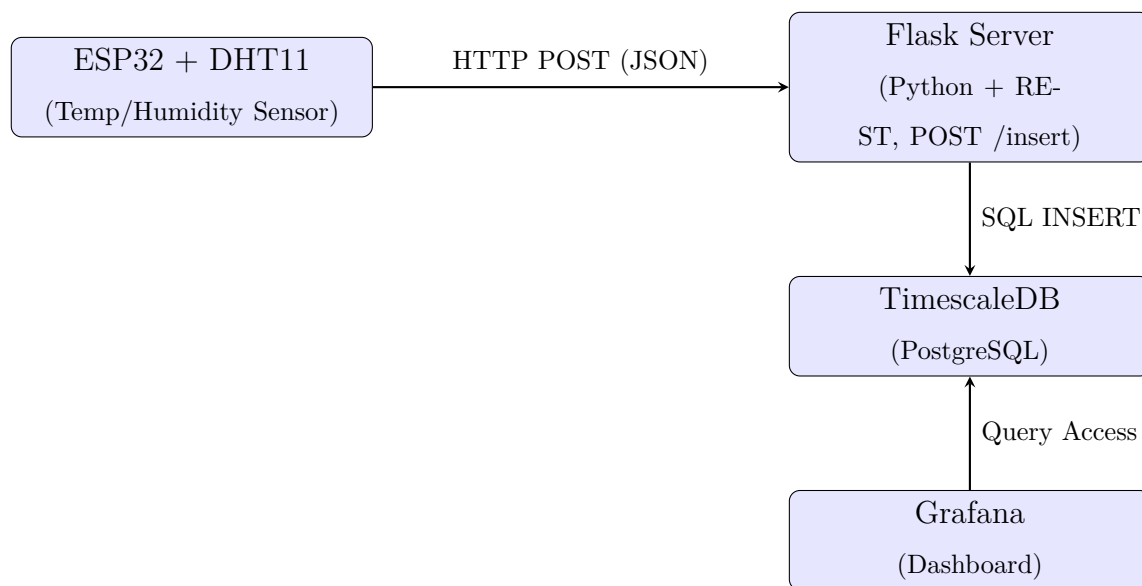 ESP32 + DHT11
(Temp/Humidity Sensor)
HTTP POST (JSON)
Flask Server
(Python + RE-
ST, POST /insert)
SQL INSERT
TimescaleDB
(PostgreSQL)
Query Access
Grafana
(Dashboard)